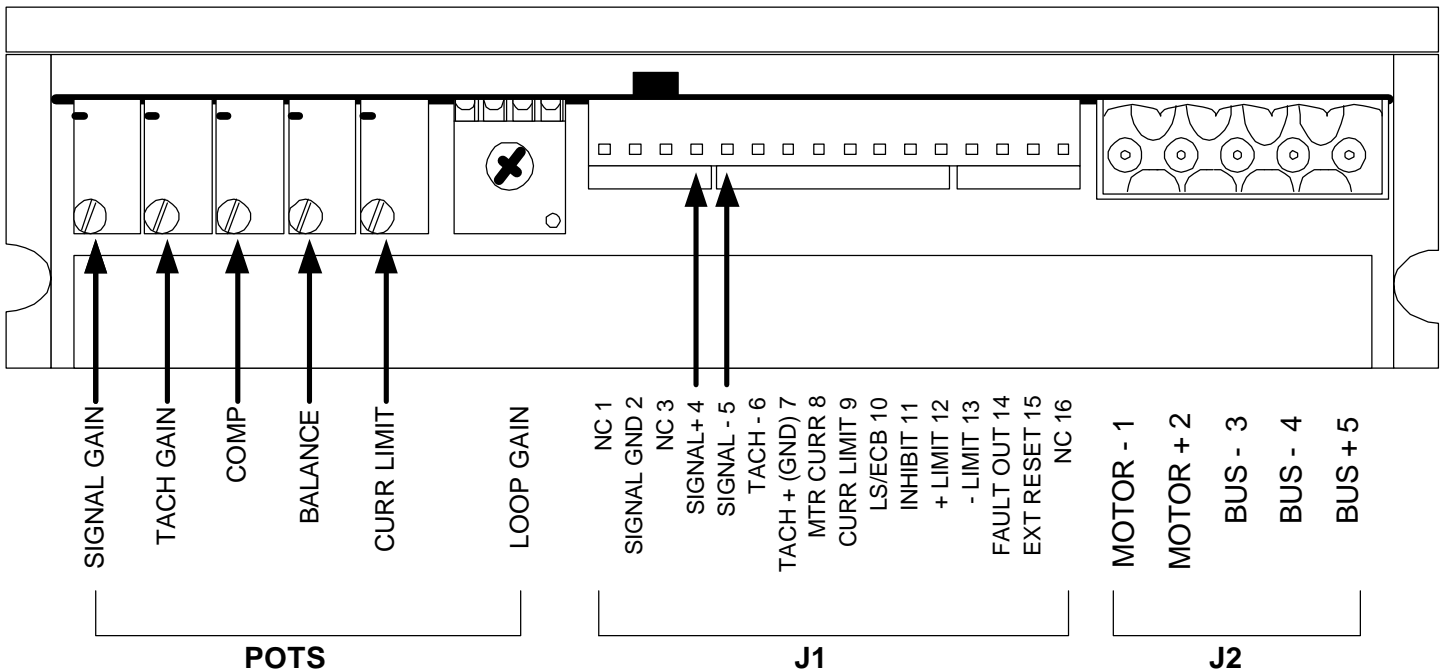 SIGNAL GAIN
TACH GAIN
COMP
BALANCE
CURR LIMIT
LOOP GAIN
NC 1
SIGNAL GND 2
NC 3
SIGNAL+ 4
SIGNAL - 5
TACH - 6
TACH + (GND) 7
MTR CURR 8
CURR LIMIT 9
LS/ECB 10
INHIBIT 11
+ LIMIT 12
- LIMIT 13
FAULT OUT 14
EXT RESET 15
NC 16
MOTOR - 1
MOTOR + 2
BUS - 3
BUS - 4
BUS + 5
POTS
J1
J2